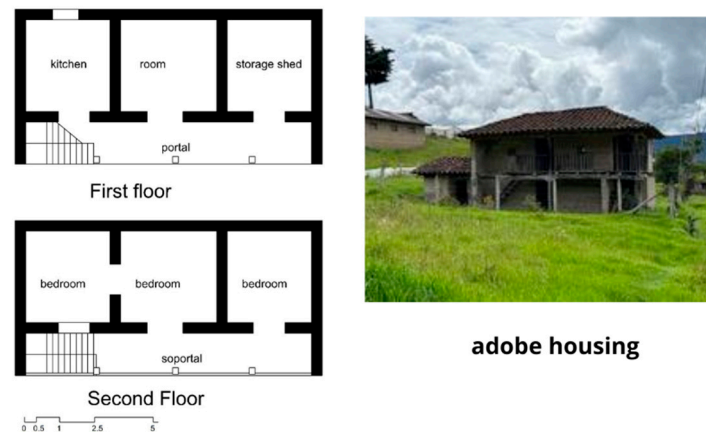 kitchen room storage shed
portal
First floor
bedroom bedroom bedroom
soportal
Second Floor
0 0.5 1 2.5 5
adobe housing